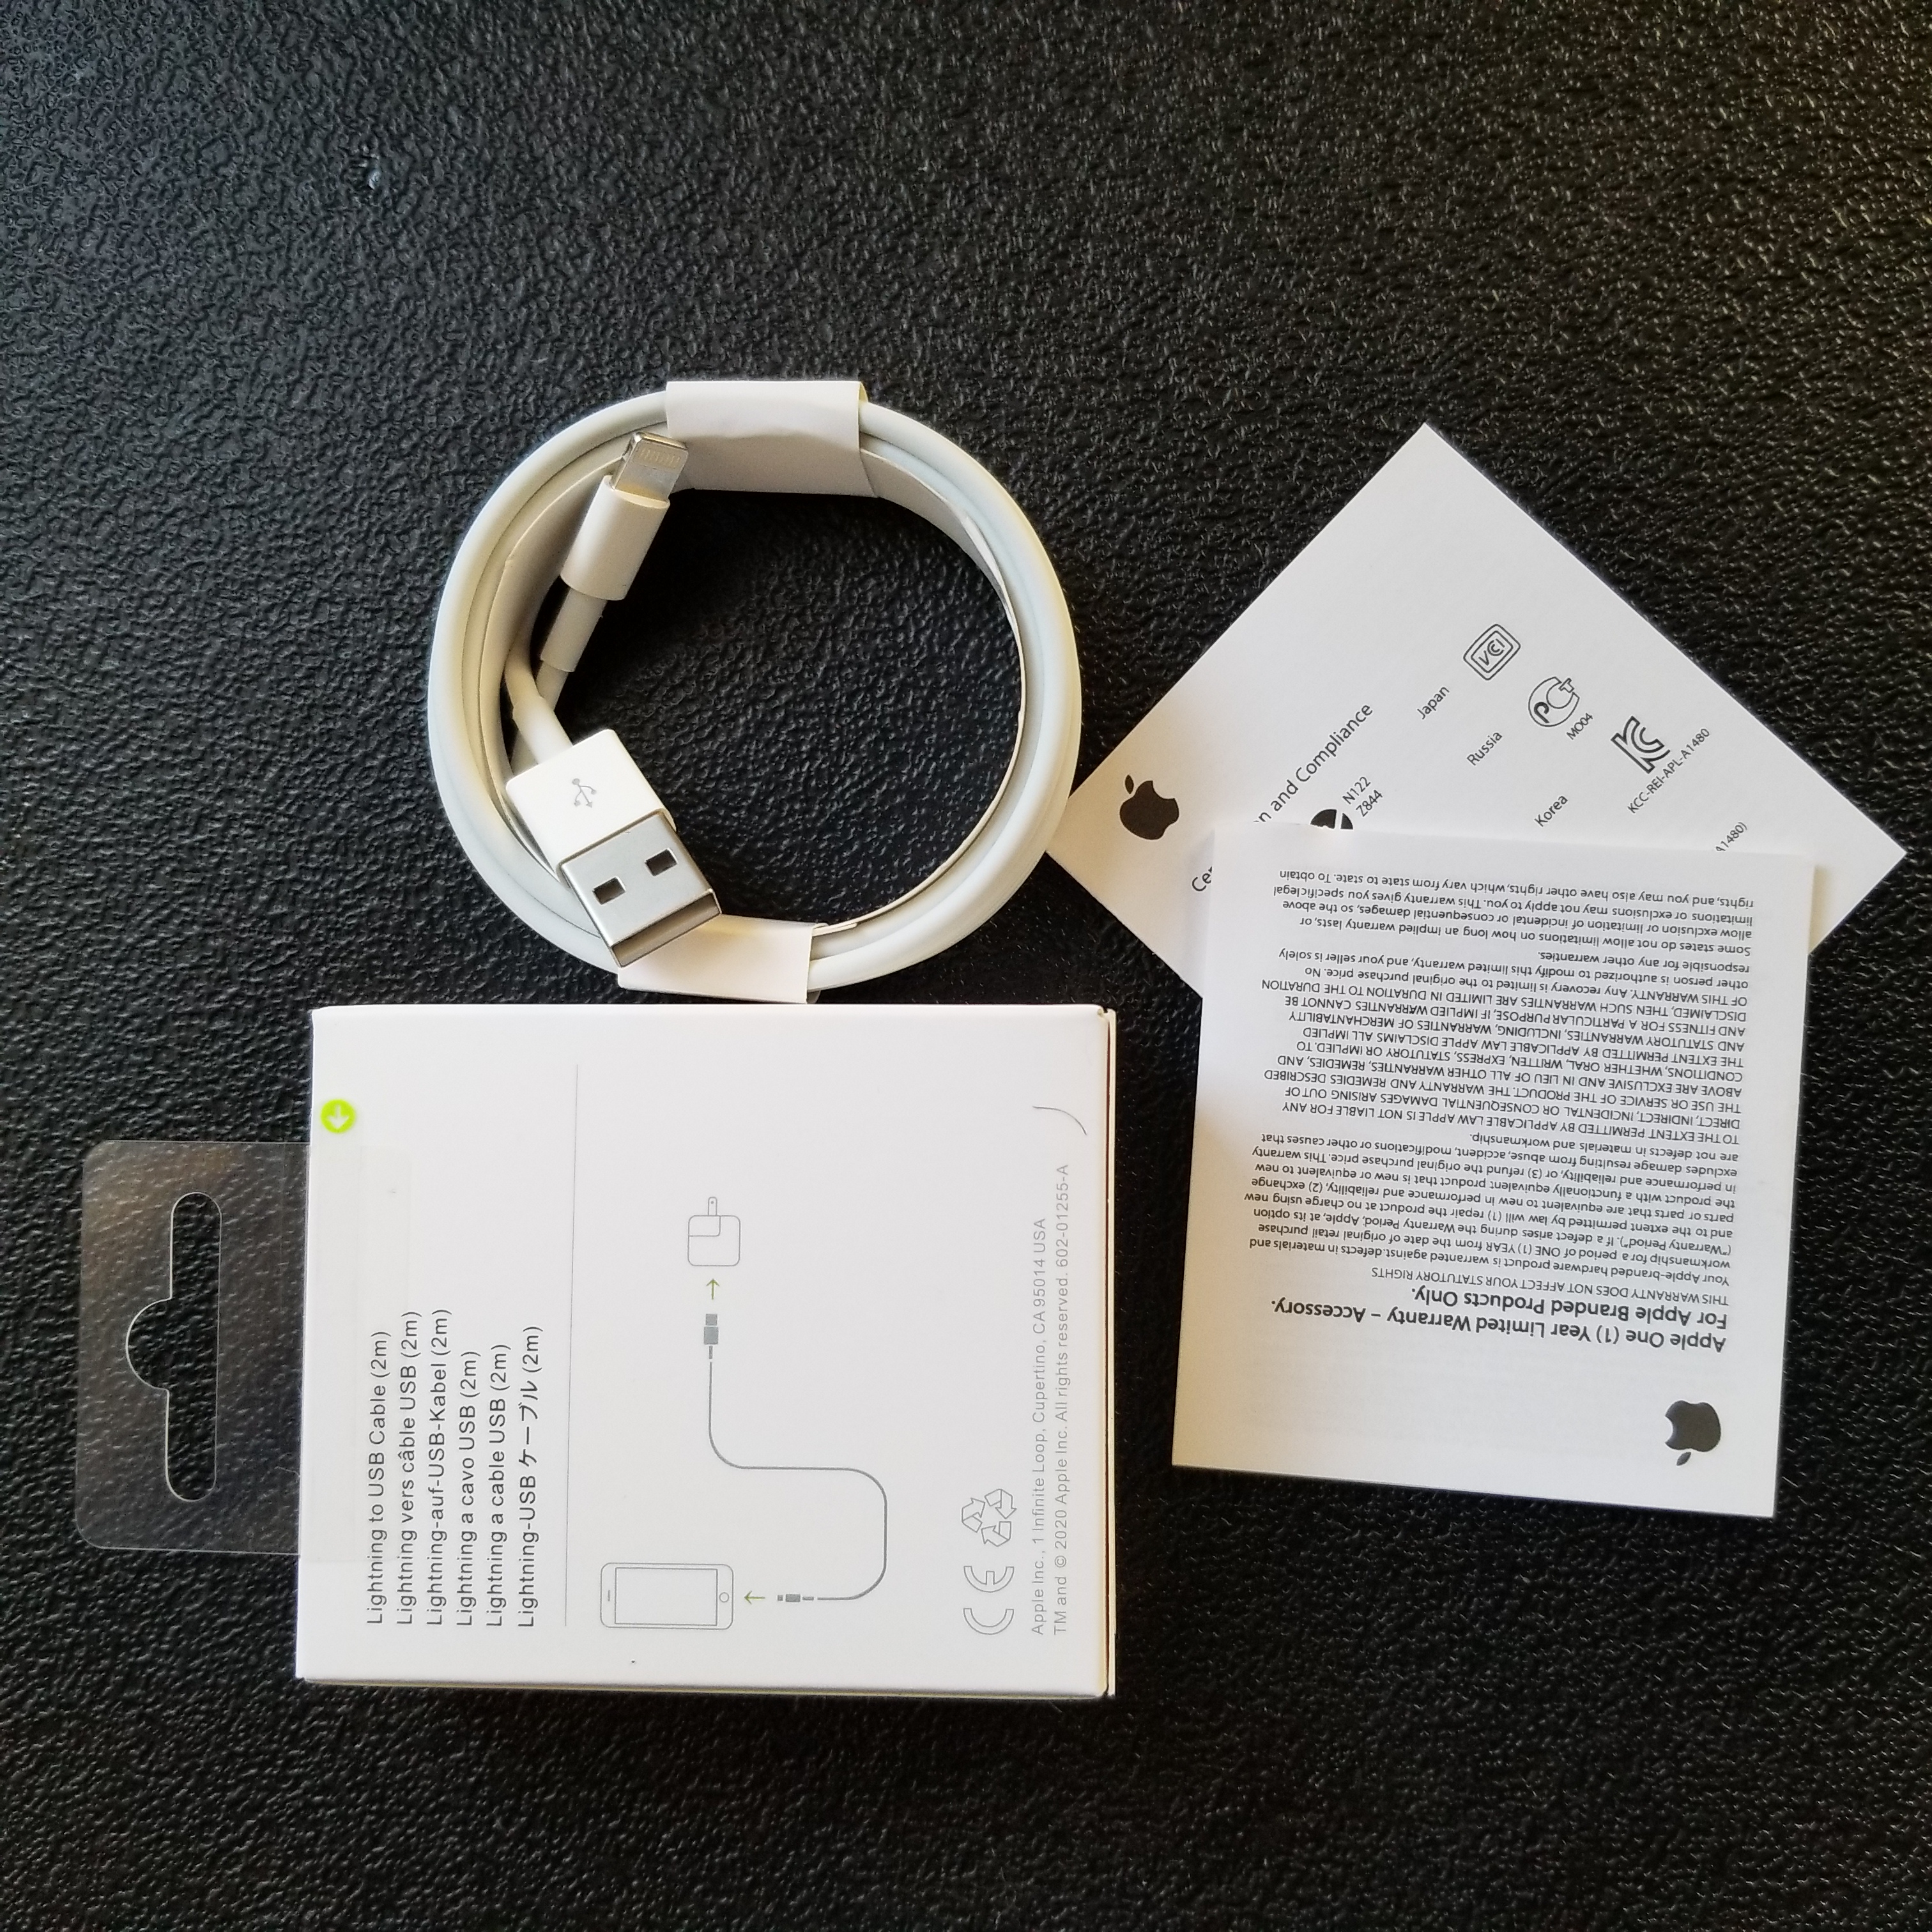 Apple One (1) Year Limited Warranty – Accessory.
For Apple Branded Products Only.
THIS WARRANTY DOES NOT AFFECT YOUR STATUTORY RIGHTS
Your Apple-branded hardware product is warranted against defects in materials and
workmanship for a period of ONE (1) YEAR from the date of original retail purchase
("Warranty Period"). If a defect arises during the Warranty Period, Apple, at its option
and to the extent permitted by law will (1) repair the product at no charge using new
parts or parts that are equivalent to new in performance and reliability, (2) exchange
the product with a functionally equivalent product that is new or equivalent to new
in performance and reliability, or (3) refund the original purchase price. This warranty
excludes damage resulting from abuse, accident, modifications or other causes that
are not defects in materials and workmanship.
TO THE EXTENT PERMITTED BY APPLICABLE LAW APPLE IS NOT LIABLE FOR ANY
DIRECT, INDIRECT, INCIDENTAL OR CONSEQUENTIAL DAMAGES ARISING OUT OF
THE USE OR SERVICE OF THE PRODUCT. THE WARRANTY AND REMEDIES DESCRIBED
ABOVE ARE EXCLUSIVE AND IN LIEU OF ALL OTHER WARRANTIES, REMEDIES, AND
CONDITIONS, WHETHER ORAL, WRITTEN, EXPRESS, STATUTORY OR IMPLIED. TO
THE EXTENT PERMITTED BY APPLICABLE LAW APPLE DISCLAIMS ALL IMPLIED
AND STATUTORY WARRANTIES, INCLUDING, WARRANTIES OF MERCHANTABILITY
AND FITNESS FOR A PARTICULAR PURPOSE, IF IMPLIED WARRANTIES CANNOT BE
DISCLAIMED, THEN SUCH WARRANTIES ARE LIMITED IN DURATION TO THE DURATION
OF THIS WARRANTY. Any recovery is limited to the original purchase price. No
other person is authorized to modify this limited warranty, and your seller is solely
responsible for any other warranties.
Some states do not allow limitations on how long an Implied warranty lasts, or
allow exclusion or limitation of incidental or consequential damages, so the above
limitations or exclusions may not apply to you. This warranty gives you specific legal
rights, and you may also have other rights, which vary from state to state. To obtain
Lightning to USB Cable (2m)
Lightning vers câble USB (2m)
Lightning-auf-USB-Kabel (2m)
Lightning a cavo USB (2m)
Lightning a cable USB (2m)
Lightning-USB ケーブル (2m)
CE
Apple Inc., 1 Infinite Loop, Cupertino, CA 95014 USA
TM and © 2020 Apple Inc. All rights reserved. 602-01255-A
and Compliance
N122
Z844
Japan
VCI
Russia
MO04
Korea
KCC-REI-APL-A1480
A1480)